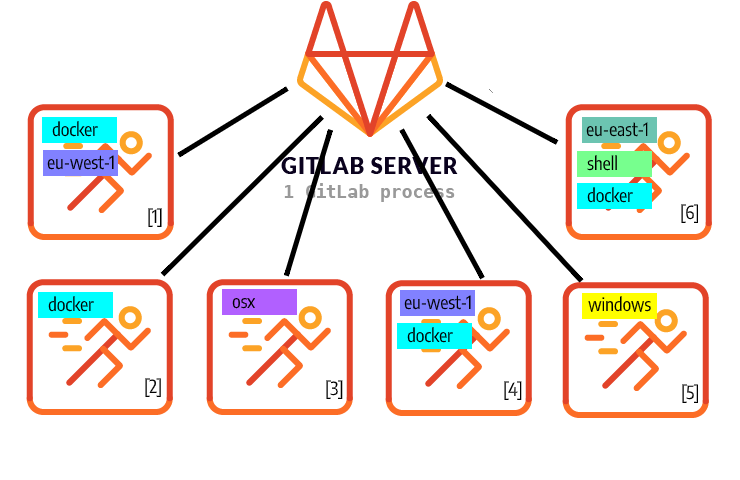 GITLAB SERVER
1 GitLab process
docker
eu-west-1
[1]
eu-east-1
shell
docker
[6]
docker
[2]
osx
[3]
eu-west-1
docker
[4]
windows
[5]